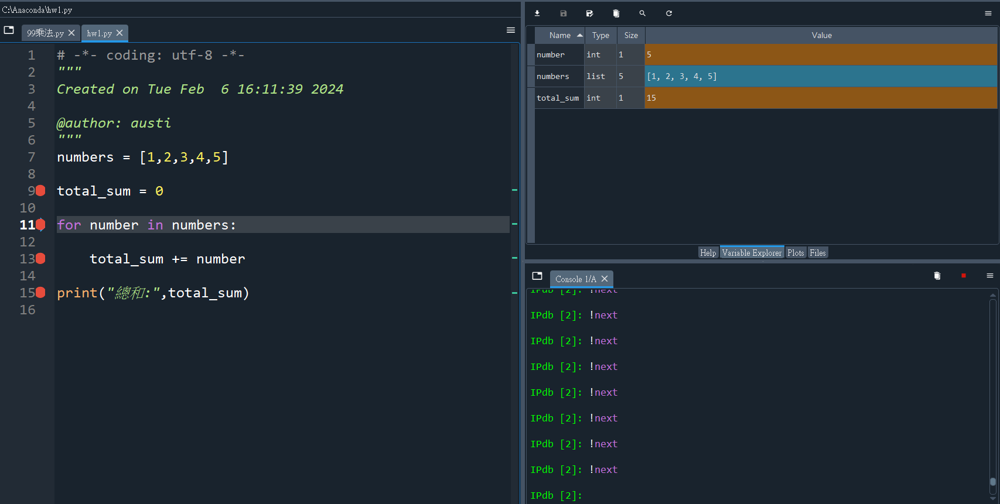 C:\Anaconda\hw1.py
99乘法.py
hw1.py
1 # -*- coding: utf-8 -*-
2 """
3 Created on Tue Feb  6 16:11:39 2024
4
5 @author: austi
6 """
7 numbers = [1,2,3,4,5]
8
9 total_sum = 0
10
11 for number in numbers:
12
13     total_sum += number
14
15 print("總和:",total_sum)
16
Name Type Size Value
number int 1 5
numbers list 5 [1, 2, 3, 4, 5]
total_sum int 1 15
Help Variable Explorer Plots Files
Console 1/A
IPdb [2]: !next
IPdb [2]: !next
IPdb [2]: !next
IPdb [2]: !next
IPdb [2]: !next
IPdb [2]: !next
IPdb [2]: !next
IPdb [2]: !next
IPdb [2]: